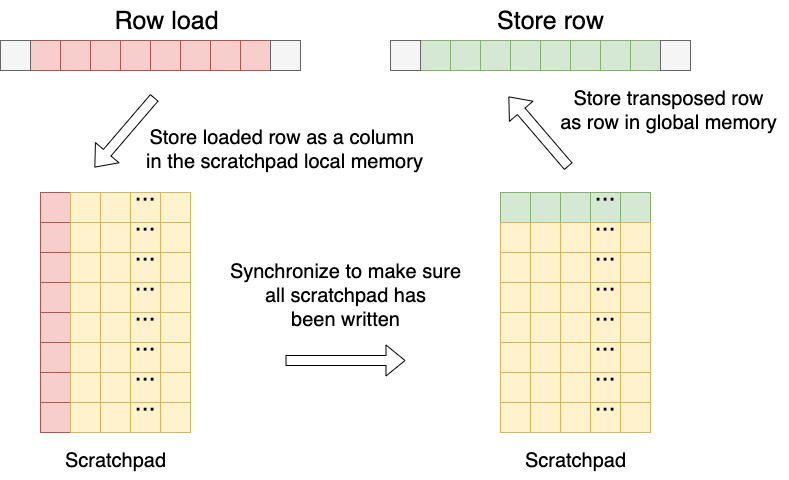 Row load
Store row
Store loaded row as a column
in the scratchpad local memory
Store transposed row
as row in global memory
...
...
...
...
...
...
...
...
Synchronize to make sure
all scratchpad has
been written
...
...
...
...
...
...
...
...
Scratchpad
Scratchpad